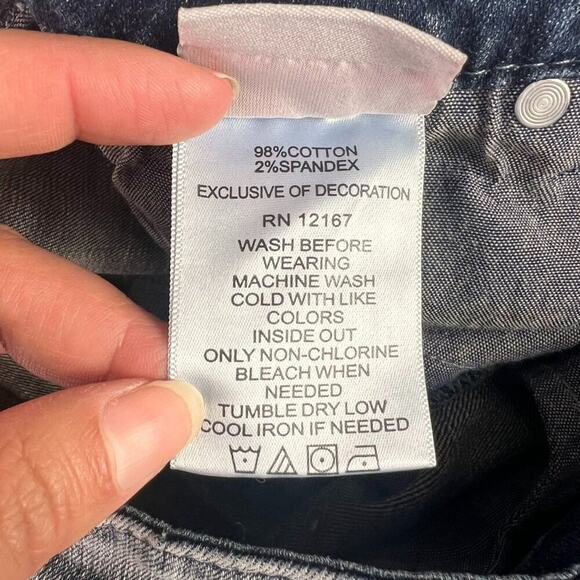 98%COTTON
2%SPANDEX
EXCLUSIVE OF DECORATION
RN 12167
WASH BEFORE
WEARING
MACHINE WASH
COLD WITH LIKE
COLORS
INSIDE OUT
ONLY NON-CHLORINE
BLEACH WHEN
NEEDED
TUMBLE DRY LOW
COOL IRON IF NEEDED